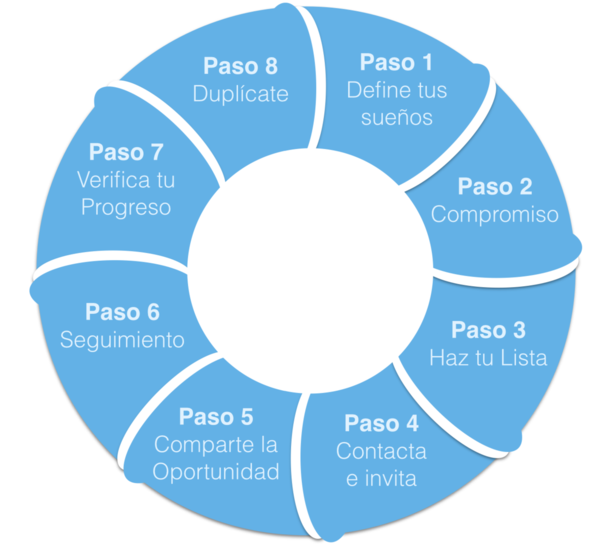 Paso 1
Define tus
sueños
Paso 2
Compromiso
Paso 3
Haz tu Lista
Paso 4
Contacta
e invita
Paso 5
Comparte la
Oportunidad
Paso 6
Seguimiento
Paso 7
Verifica tu
Progreso
Paso 8
Duplícate